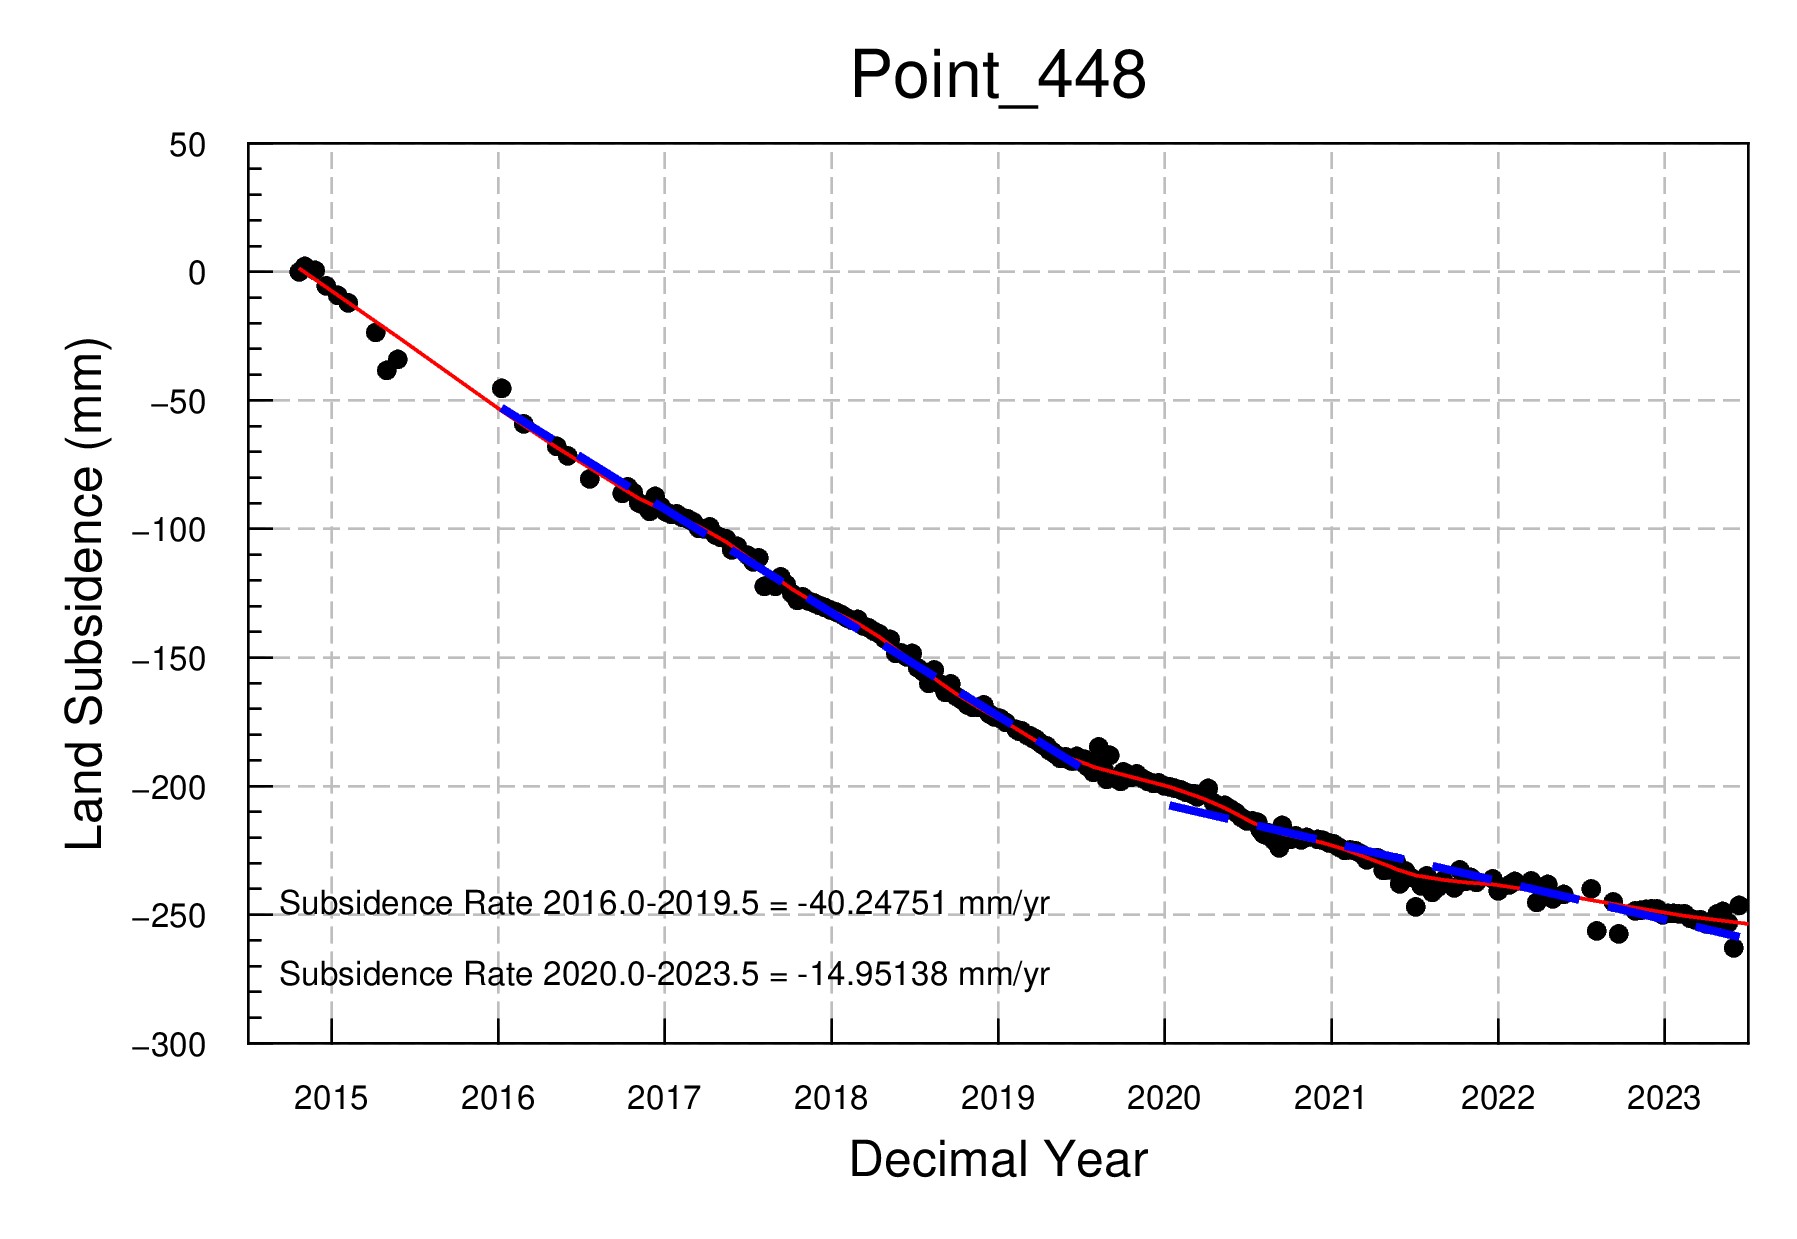 Point_448
50
0
−50
−100
−150
−200
−250
−300
Land Subsidence (mm)
Subsidence Rate 2016.0-2019.5 = -40.24751 mm/yr
Subsidence Rate 2020.0-2023.5 = -14.95138 mm/yr
2015 2016 2017 2018 2019 2020 2021 2022 2023
Decimal Year